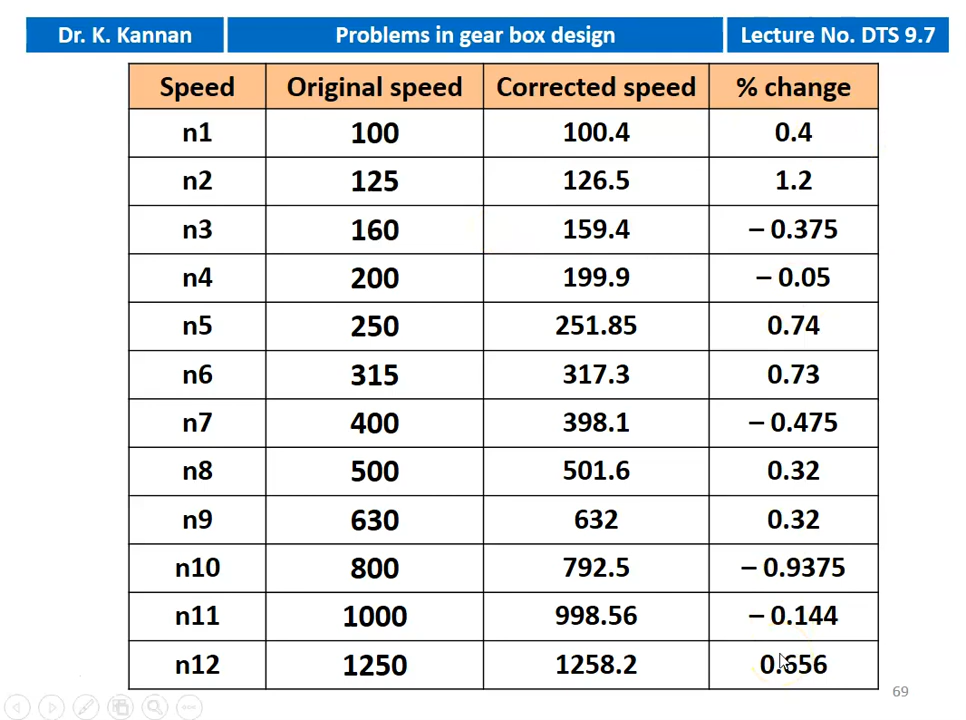 Dr. K. Kannan Problems in gear box design Lecture No. DTS 9.7
Speed Original speed Corrected speed % change
n1 100 100.4 0.4
n2 125 126.5 1.2
n3 160 159.4 – 0.375
n4 200 199.9 – 0.05
n5 250 251.85 0.74
n6 315 317.3 0.73
n7 400 398.1 – 0.475
n8 500 501.6 0.32
n9 630 632 0.32
n10 800 792.5 – 0.9375
n11 1000 998.56 – 0.144
n12 1250 1258.2 0.656
69